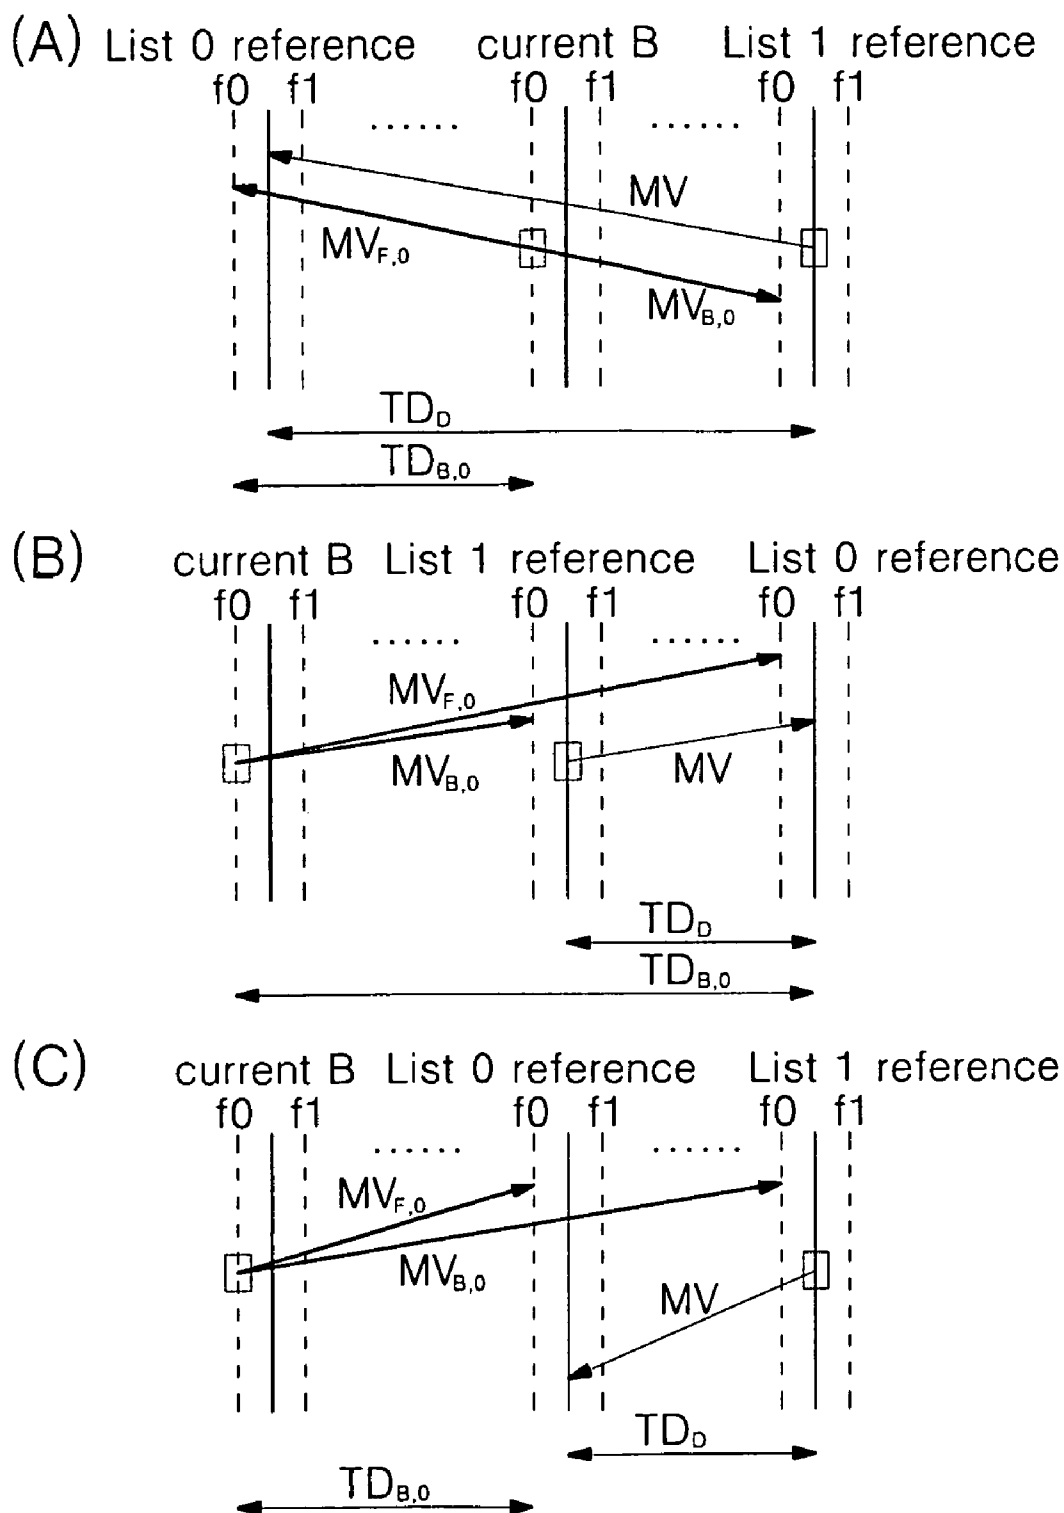 (A) List 0 reference current B List 1 reference
f0 f1 f0 f1 f0 f1
...... ......
MV
MVF,0
MVB,0
TDD
TDB,0
(B) current B List 1 reference List 0 reference
f0 f1 f0 f1 f0 f1
...... ......
MVF,0
MVB,0 MV
TDD
TDB,0
(C) current B List 0 reference List 1 reference
f0 f1 f0 f1 f0 f1
...... ......
MVF,0
MVB,0
MV
TDD
TDB,0